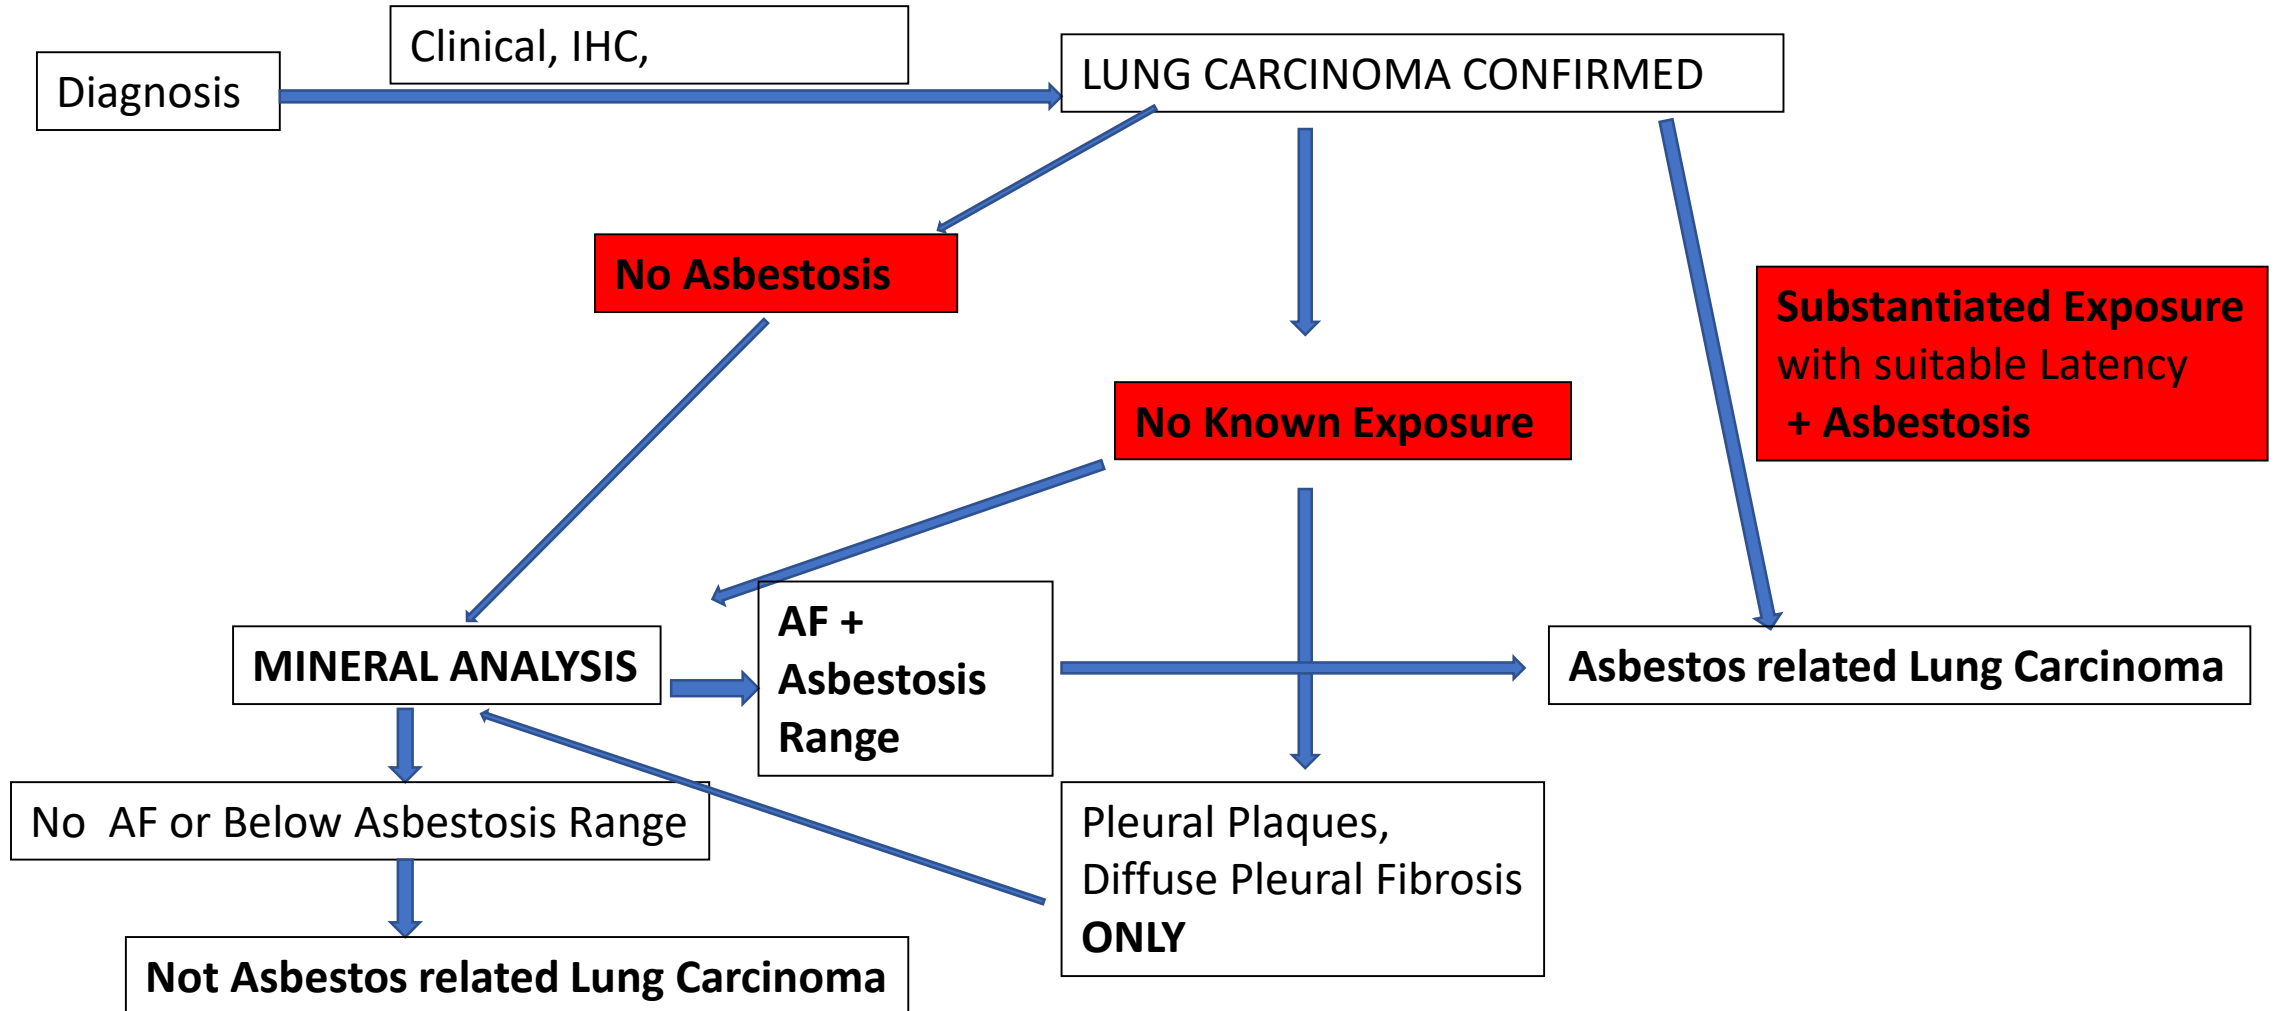 Clinical, IHC,
Diagnosis
LUNG CARCINOMA CONFIRMED
No Asbestosis
Substantiated Exposure
with suitable Latency
+ Asbestosis
No Known Exposure
AF +
Asbestosis
Range
MINERAL ANALYSIS
Asbestos related Lung Carcinoma
No AF or Below Asbestosis Range
Pleural Plaques,
Diffuse Pleural Fibrosis
ONLY
Not Asbestos related Lung Carcinoma